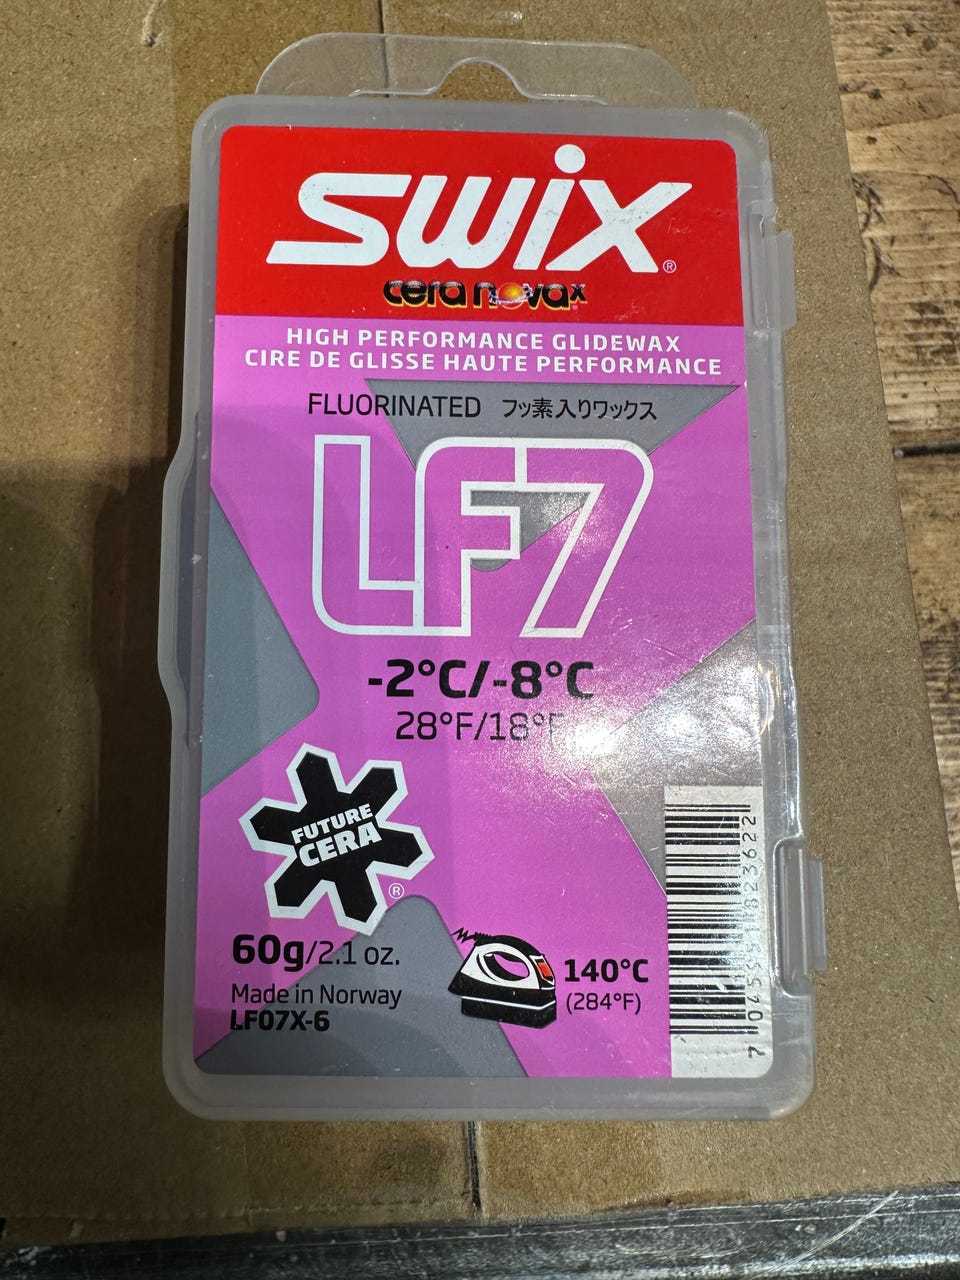 swix®
cera novax
HIGH PERFORMANCE GLIDEWAX
CIRE DE GLISSE HAUTE PERFORMANCE
FLUORINATED フッ素入りワックス
LF7
-2°C/-8°C
28°F/18°F
FUTURE
CERA
®
60g/2.1 oz.
Made in Norway
LF07X-6
140°C
(284°F)